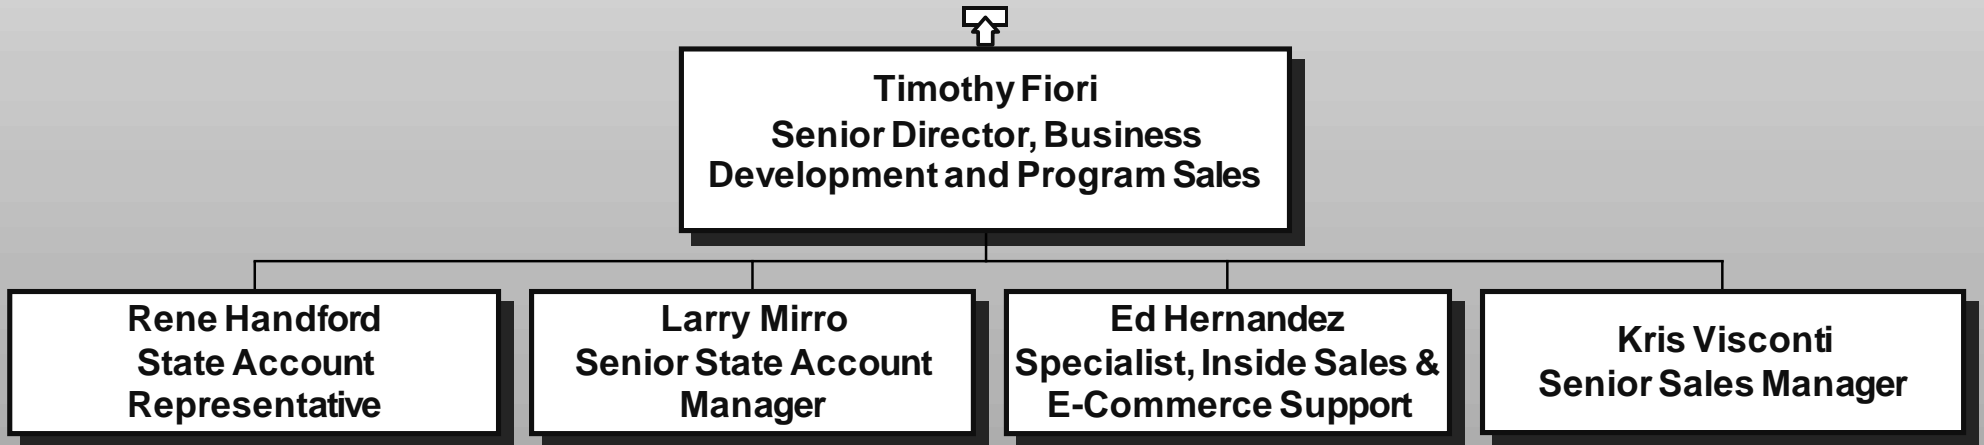 Timothy Fiori
Senior Director, Business
Development and Program Sales
Rene Handford
State Account
Representative
Larry Mirro
Senior State Account
Manager
Ed Hernandez
Specialist, Inside Sales &
E-Commerce Support
Kris Visconti
Senior Sales Manager